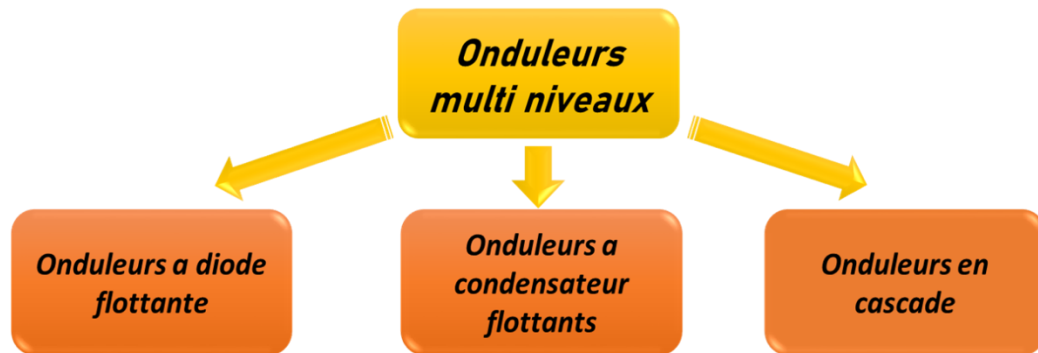 Onduleurs
multi niveaux
Onduleurs a diode
flottante
Onduleurs a
condensateur
flottants
Onduleurs en
cascade